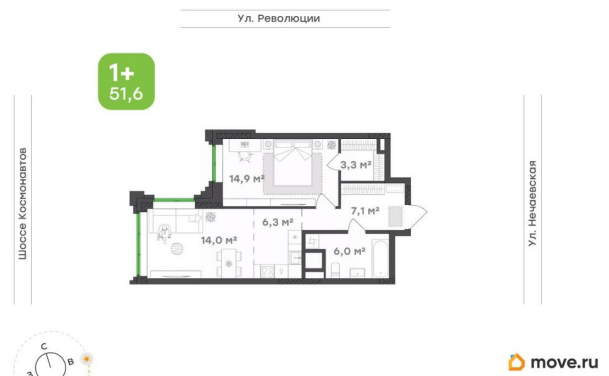 Ул. Революции
1+
51,6
Шоссе Космонавтов
Ул. Нечаевская
14,9 м²
3,3 м²
7,1 м²
6,3 м²
14,0 м²
6,0 м²
С
В
З
move.ru